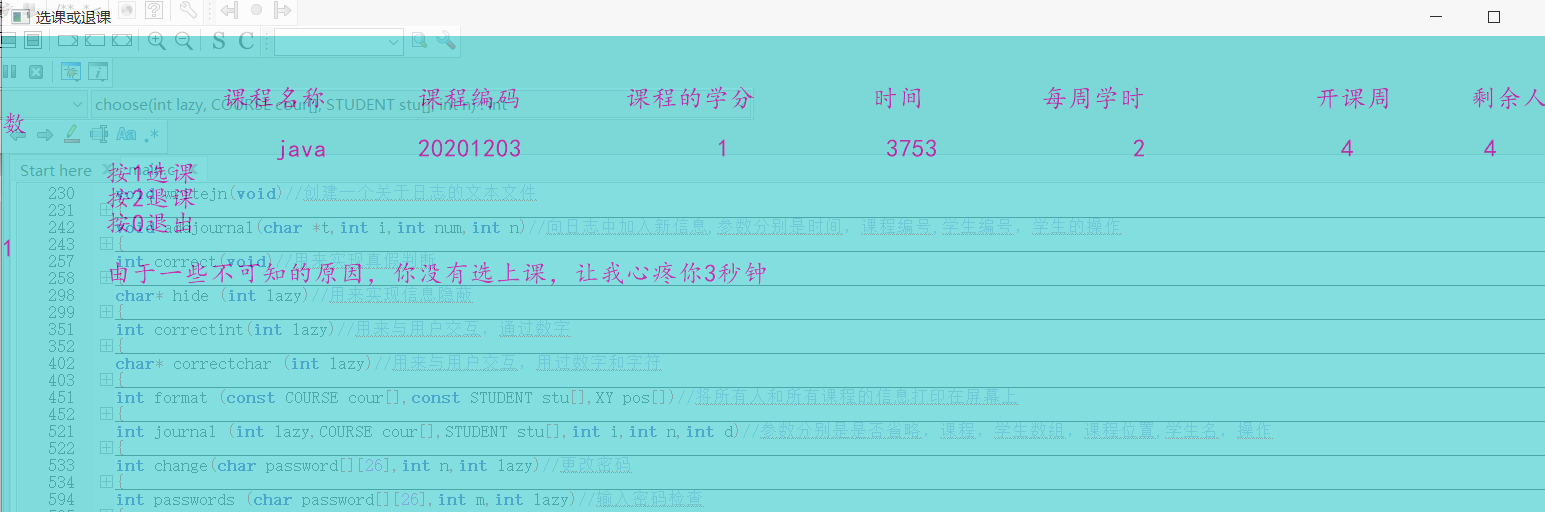 选课或退课
S C
choose(int lazy, COURSE cour[], STUDENT stu[], int n) : int
课程名称 课程编码 课程的学分 时间 每周学时 开课周 剩余人
数
Aa .*
java 20201203 1 3753 2 4 4
Start here main.c
按1选课
230 void writejn(void)//创建一个关于日志的文本文件
按2退课
231 {
按0退出
242 void addjournal(char *t,int i,int num,int n)//向日志中加入新信息,参数分别是时间，课程编号,学生编号，学生的操作
243 {
1
257 int correct(void)//用来实现真假判断
258 {
由于一些不可知的原因，你没有选上课，让我心疼你3秒钟
298 char* hide (int lazy)//用来实现信息隐蔽
299 {
351 int correctint(int lazy)//用来与用户交互，通过数字
352 {
402 char* correctchar (int lazy)//用来与用户交互，用过数字和字符
403 {
451 int format (const COURSE cour[],const STUDENT stu[],XY pos[])//将所有人和所有课程的信息打印在屏幕上
452 {
521 int journal (int lazy,COURSE cour[],STUDENT stu[],int i,int n,int d)//参数分别是是否省略，课程，学生数组，课程位置,学生名，操作
522 {
533 int change(char password[][26],int n,int lazy)//更改密码
534 {
594 int passwords (char password[][26],int m,int lazy)//输入密码检查